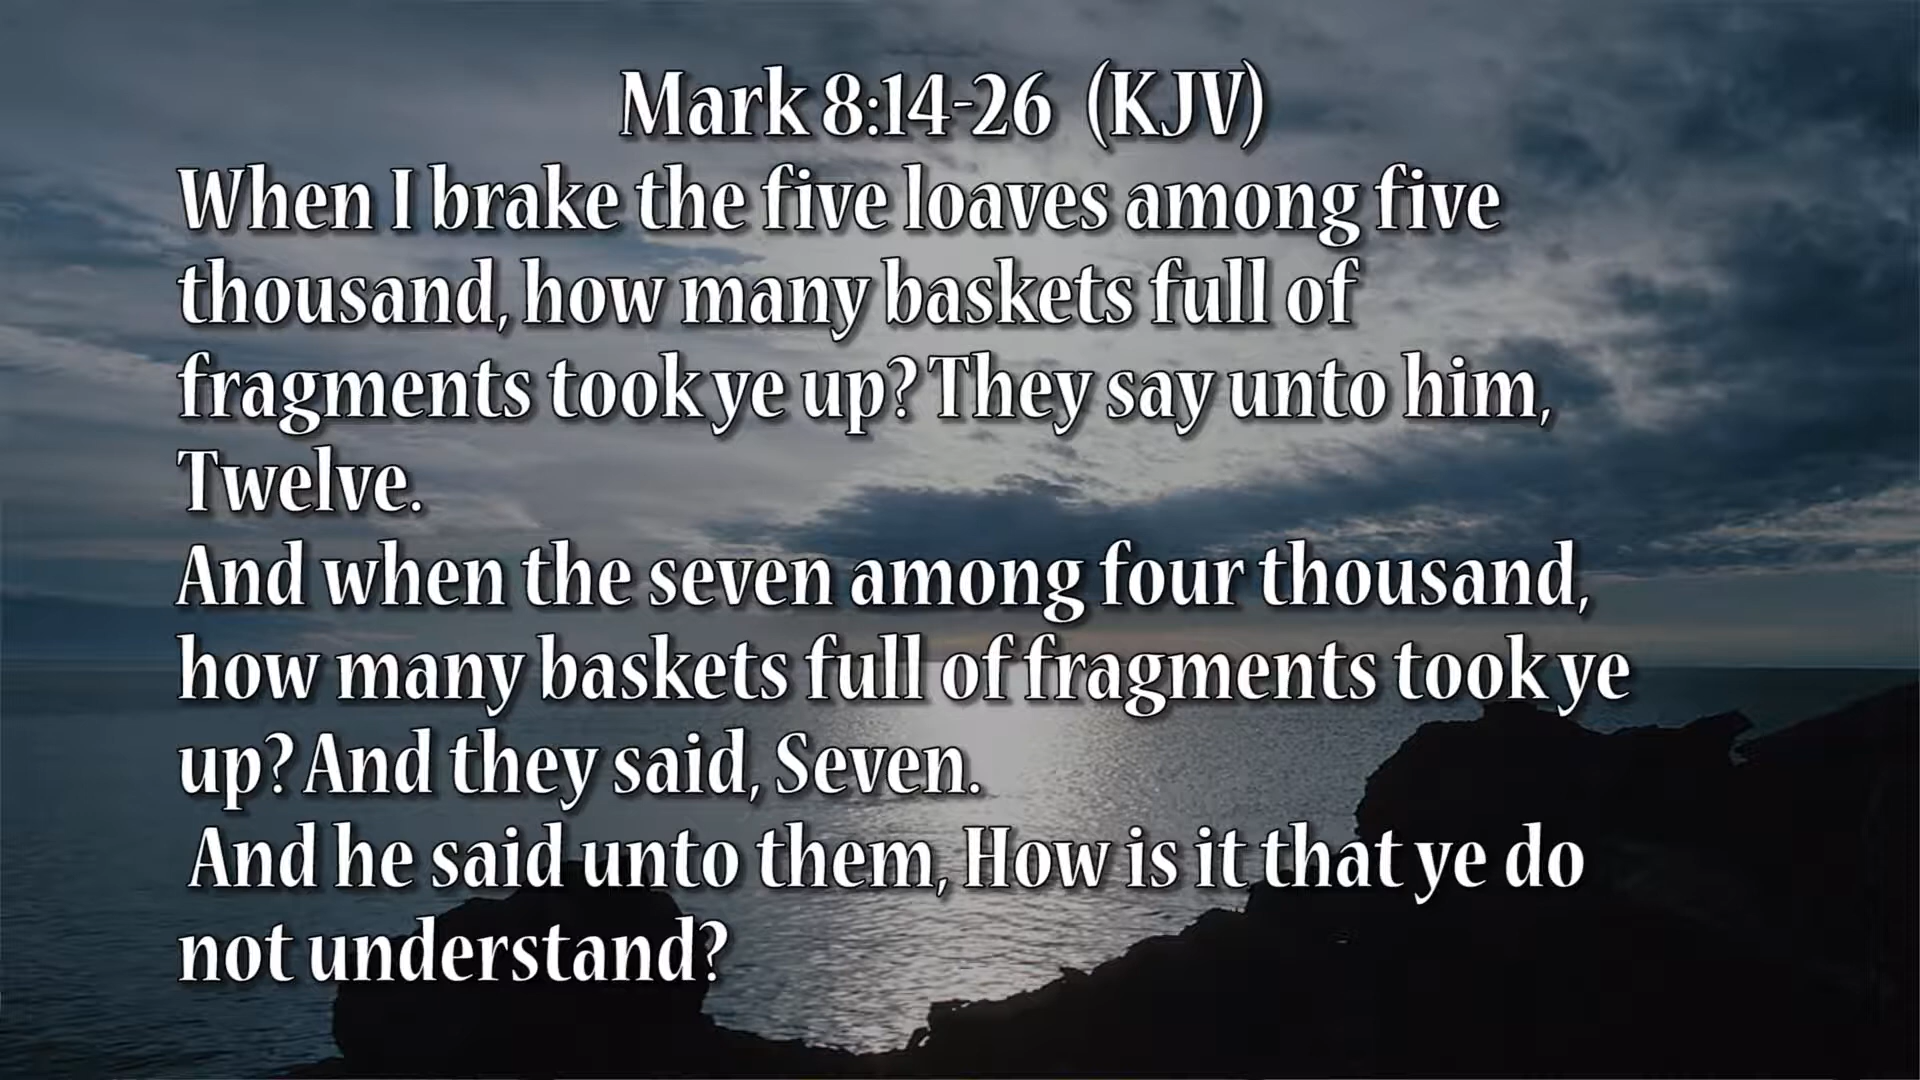 Mark 8:14-26 (KJV)
When I brake the five loaves among five
thousand, how many baskets full of
fragments took ye up? They say unto him,
Twelve.
And when the seven among four thousand,
how many baskets full of fragments took ye
up? And they said, Seven.
And he said unto them, How is it that ye do
not understand?